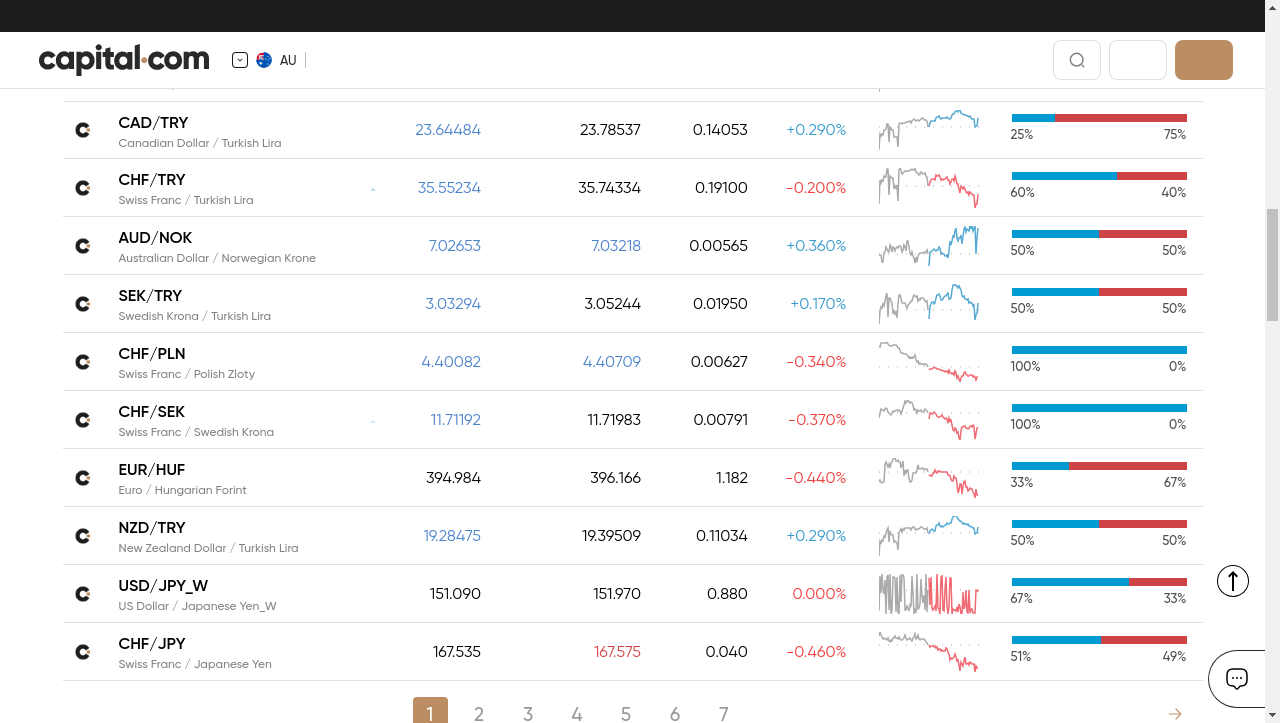 capital.com
AU
CAD/TRY
Canadian Dollar / Turkish Lira
23.64484
23.78537
0.14053
+0.290%
25%
75%
CHF/TRY
Swiss Franc / Turkish Lira
35.55234
35.74334
0.19100
-0.200%
60%
40%
AUD/NOK
Australian Dollar / Norwegian Krone
7.02653
7.03218
0.00565
+0.360%
50%
50%
SEK/TRY
Swedish Krona / Turkish Lira
3.03294
3.05244
0.01950
+0.170%
50%
50%
CHF/PLN
Swiss Franc / Polish Zloty
4.40082
4.40709
0.00627
-0.340%
100%
0%
CHF/SEK
Swiss Franc / Swedish Krona
11.71192
11.71983
0.00791
-0.370%
100%
0%
EUR/HUF
Euro / Hungarian Forint
394.984
396.166
1.182
-0.440%
33%
67%
NZD/TRY
New Zealand Dollar / Turkish Lira
19.28475
19.39509
0.11034
+0.290%
50%
50%
USD/JPY_W
US Dollar / Japanese Yen_W
151.090
151.970
0.880
0.000%
67%
33%
CHF/JPY
Swiss Franc / Japanese Yen
167.535
167.575
0.040
-0.460%
51%
49%
1 2 3 4 5 6 7